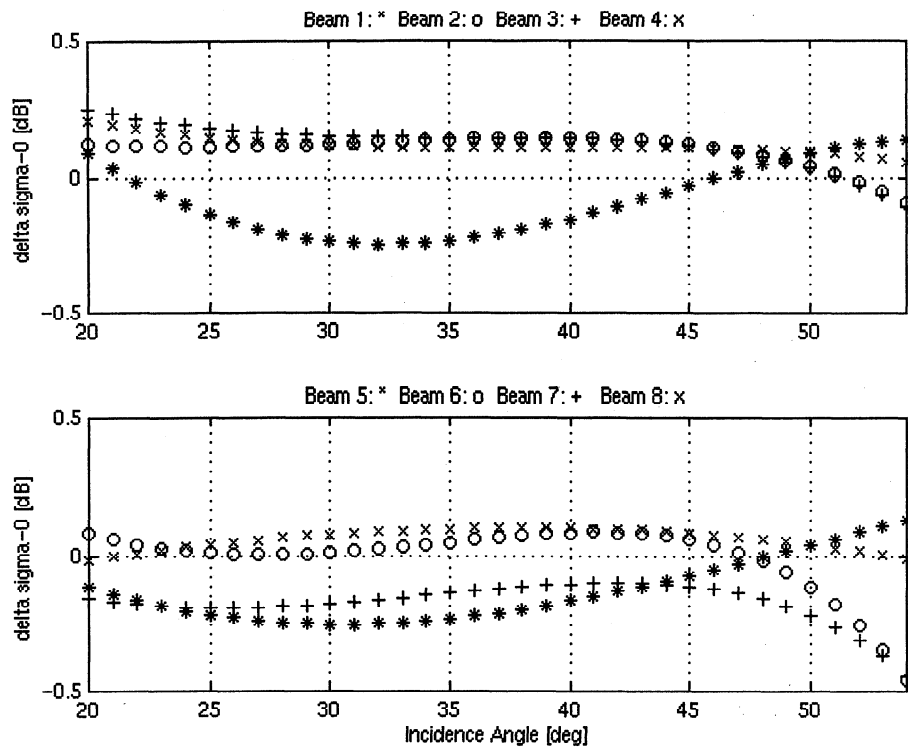 Beam 1: * Beam 2: o Beam 3: + Beam 4: ×
0.5
0
-0.5
delta sigma-0 [dB]
20 25 30 35 40 45 50
Beam 5: * Beam 6: o Beam 7: + Beam 8: ×
0.5
0
-0.5
delta sigma-0 [dB]
20 25 30 35 40 45 50
Incidence Angle [deg]